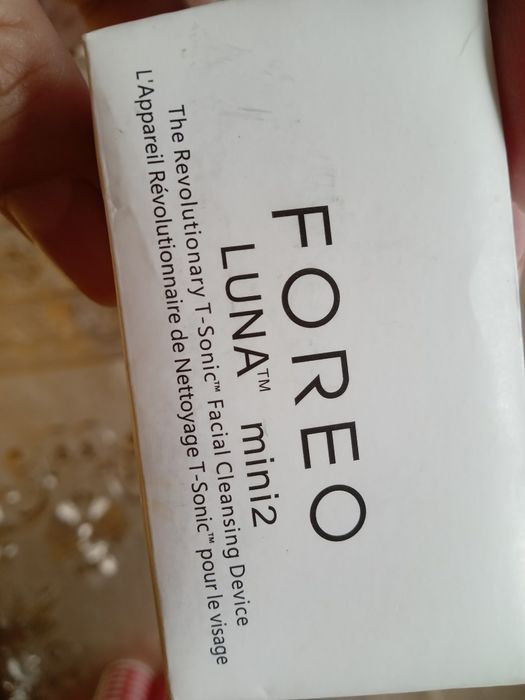 FOREO
LUNA™ mini2
The Revolutionary T-Sonic™ Facial Cleansing Device
L'Appareil Révolutionnaire de Nettoyage T-Sonic™ pour le visage